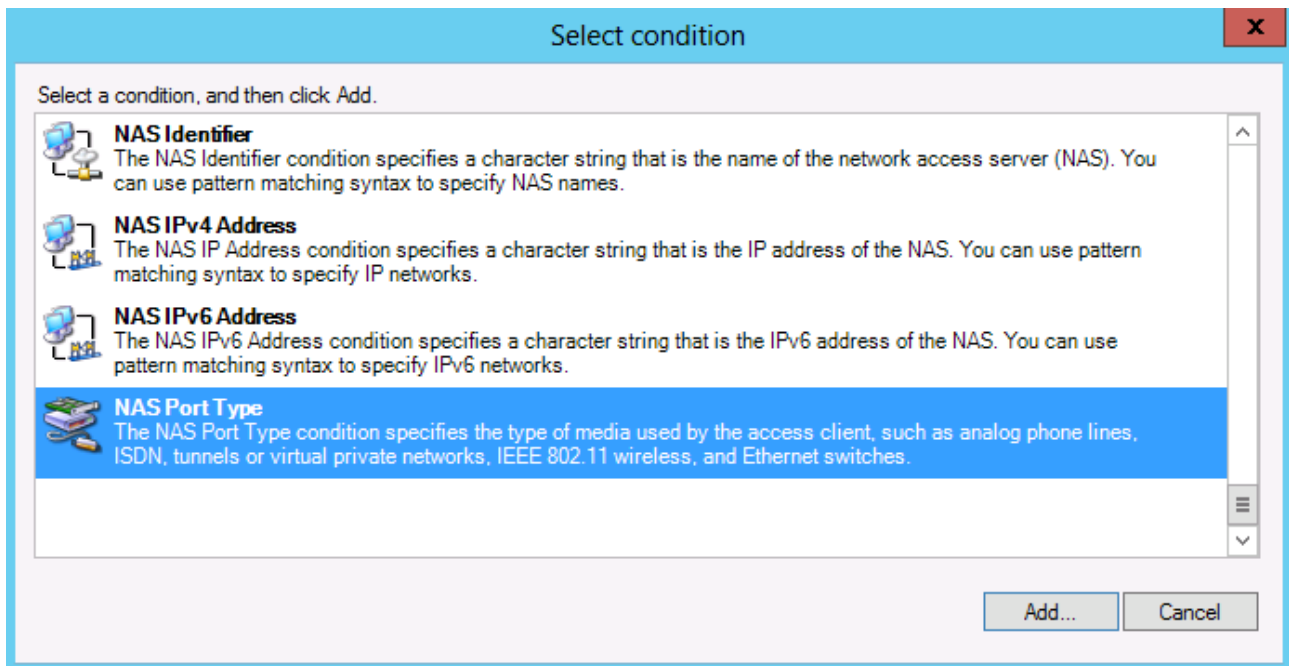 Select condition
x
Select a condition, and then click Add.
NAS Identifier
The NAS Identifier condition specifies a character string that is the name of the network access server (NAS). You
can use pattern matching syntax to specify NAS names.
NAS IPv4 Address
The NAS IP Address condition specifies a character string that is the IP address of the NAS. You can use pattern
matching syntax to specify IP networks.
NAS IPv6 Address
The NAS IPv6 Address condition specifies a character string that is the IPv6 address of the NAS. You can use
pattern matching syntax to specify IPv6 networks.
NAS Port Type
The NAS Port Type condition specifies the type of media used by the access client, such as analog phone lines,
ISDN, tunnels or virtual private networks, IEEE 802.11 wireless, and Ethernet switches.
Add... Cancel